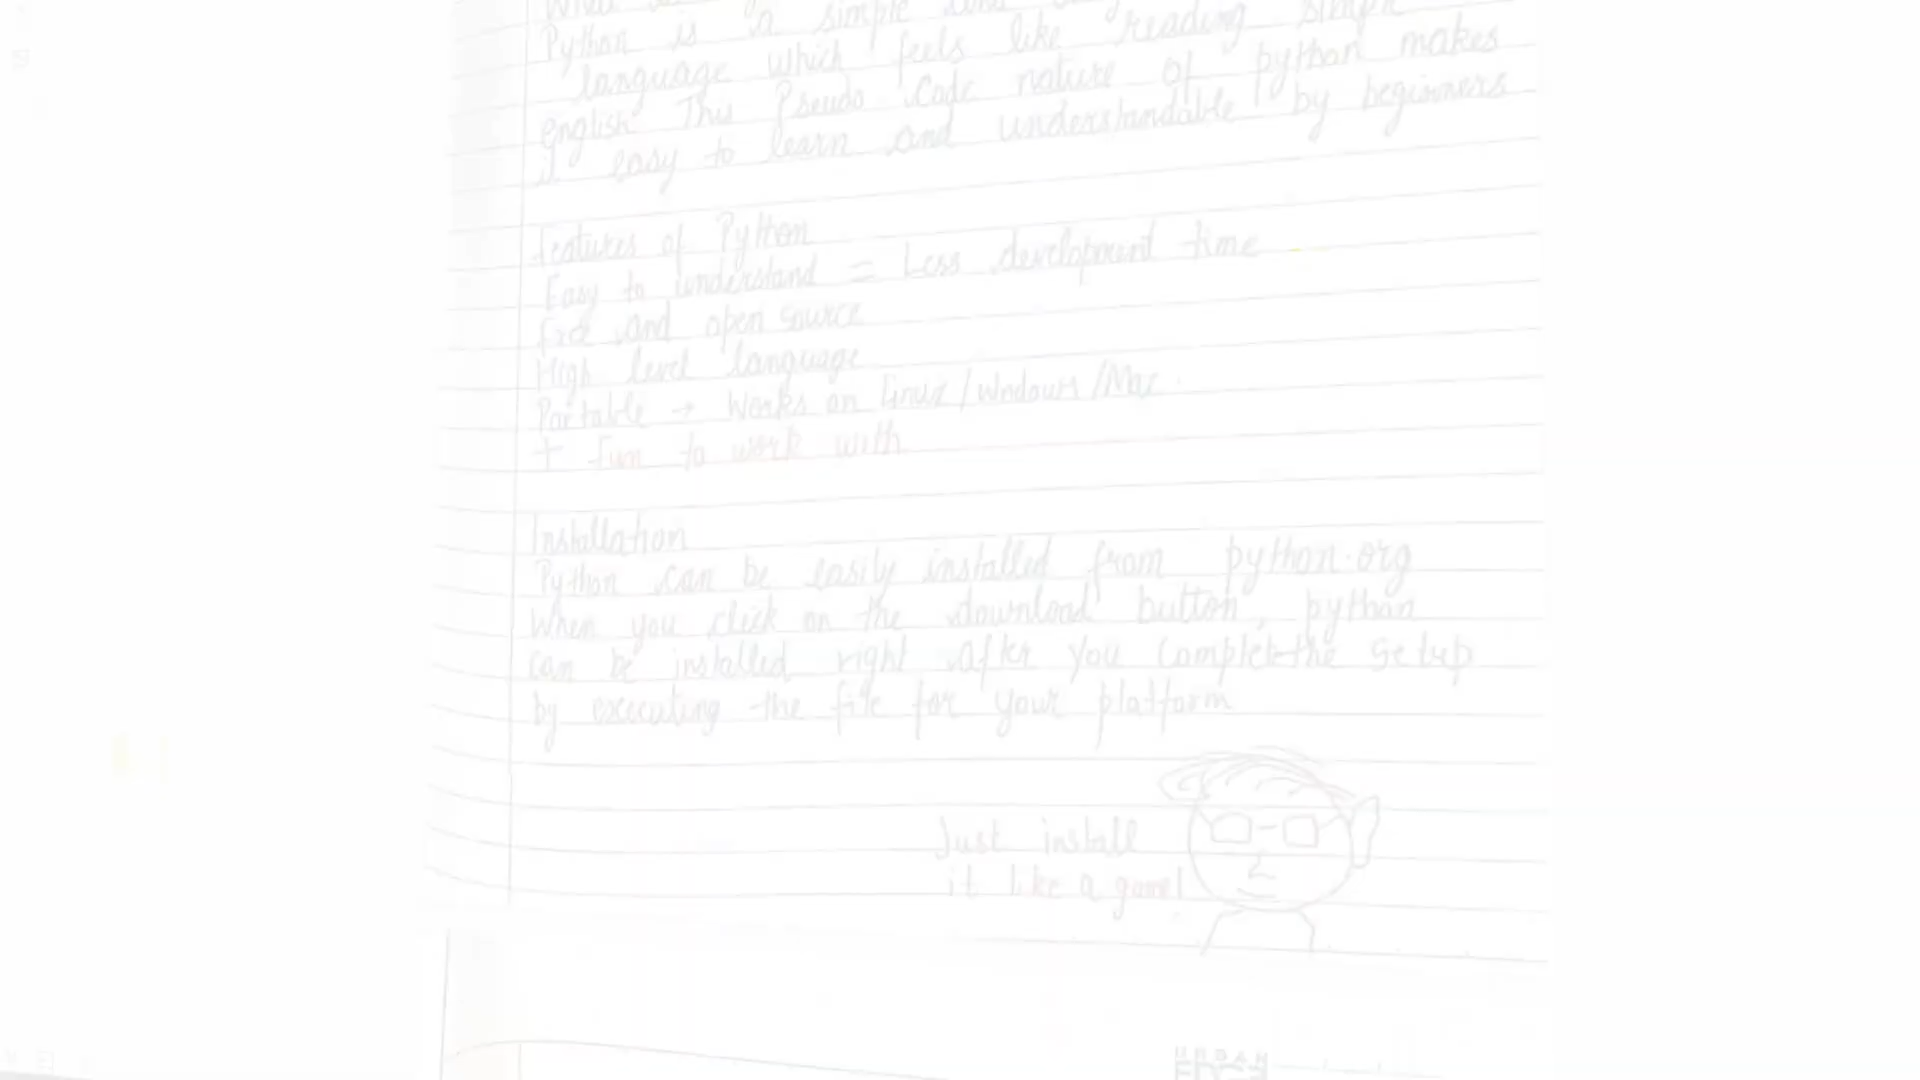 Python is a simple
language which feels like reading simple
english. This Pseudo Code nature of python makes
it easy to learn and understandable by beginners
features of Python
Easy to understand = Less development time
free and open source
High level language
Portable → Works on Linux / Windows / Mac.
+ Fun to work with
Installation
Python can be easily installed from python.org
When you click on the download button, python
can be installed right after you complete the setup
by executing the file for your platform
Just install
it like a game!
URBAN